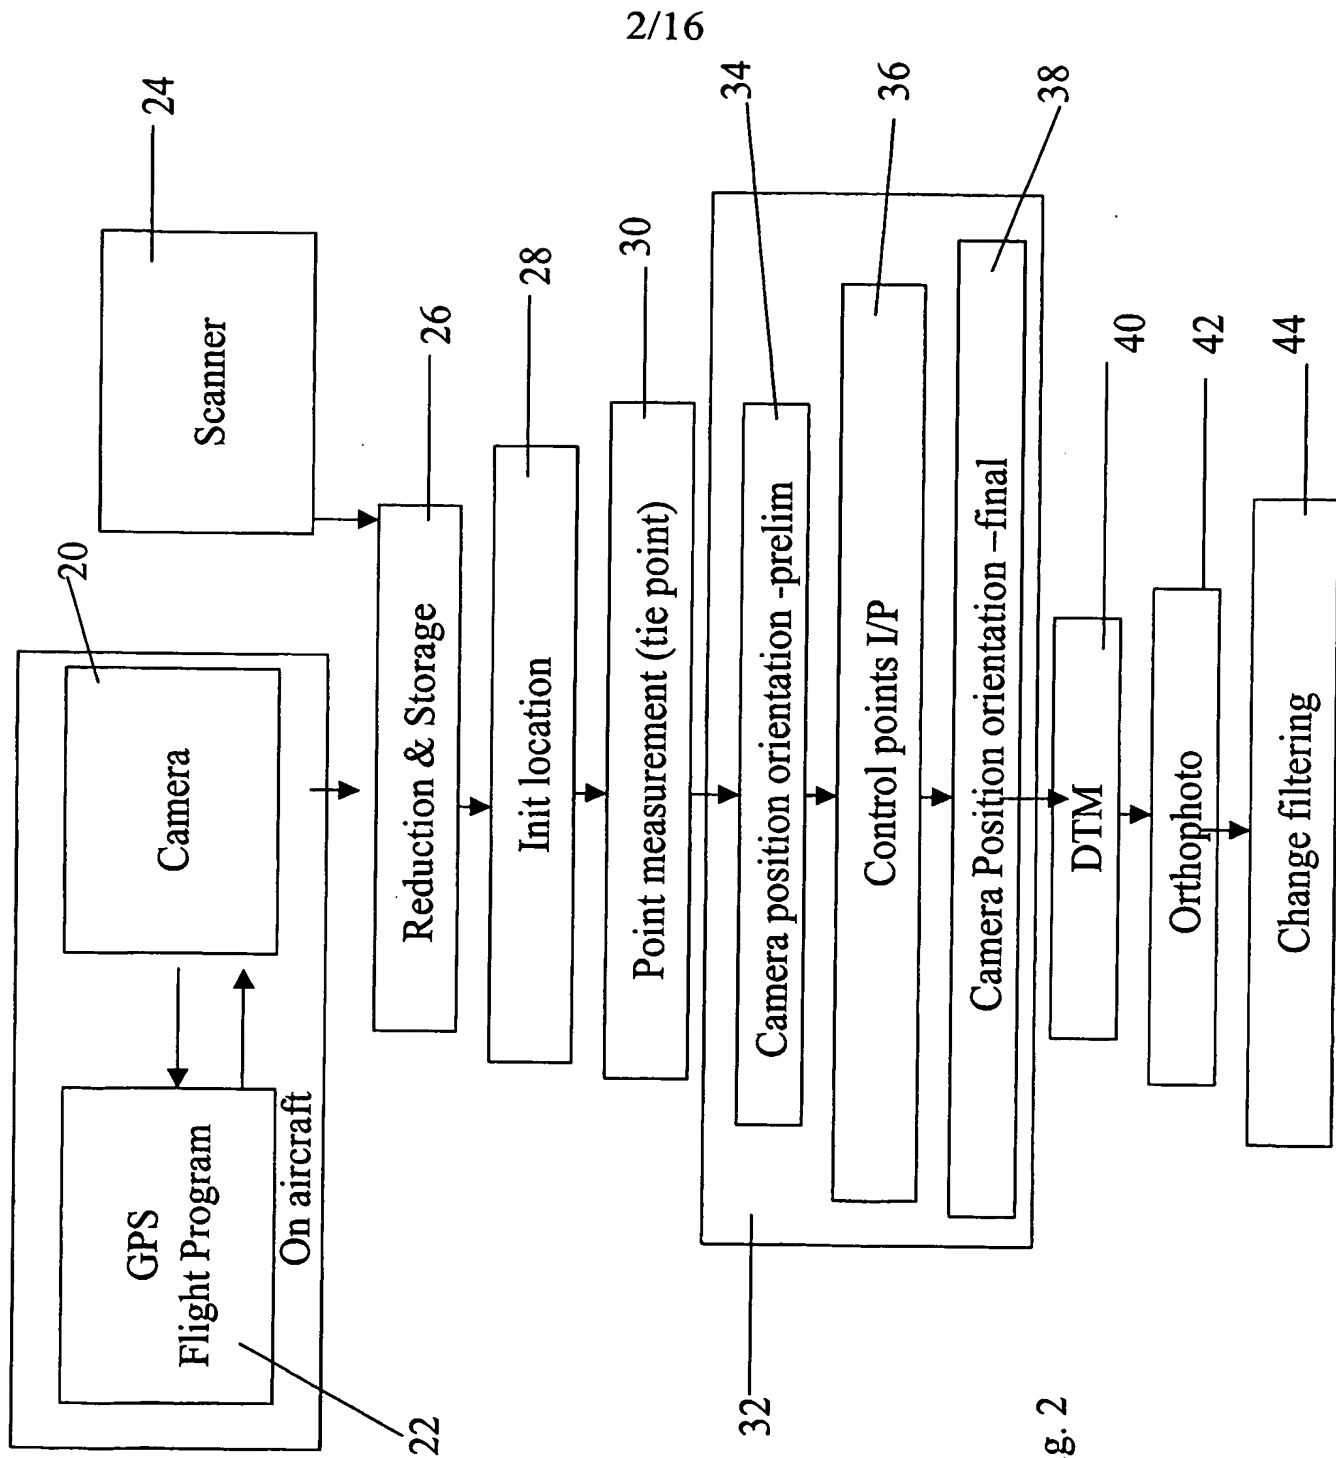 2/16
GPS
Flight Program
22
On aircraft
Camera
20
Scanner
24
Reduction & Storage
26
Init location
28
Point measurement (tie point)
30
32
Camera position orientation -prelim
34
Control points I/P
36
Camera Position orientation –final
38
DTM
40
Orthophoto
42
Change filtering
44
g. 2